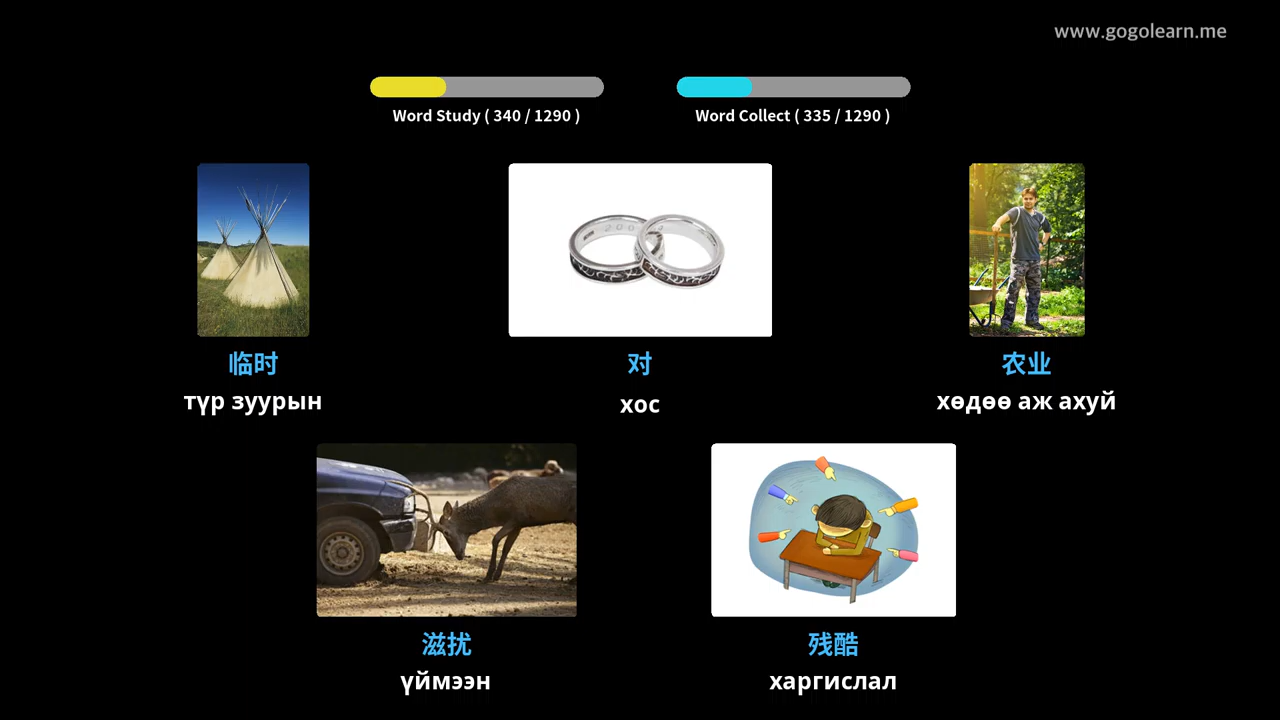 www.gogolearn.me
Word Study ( 340 / 1290 )
Word Collect ( 335 / 1290 )
临时
түр зуурын
对
хос
农业
хөдөө аж ахуй
滋扰
үймээн
残酷
харгислал